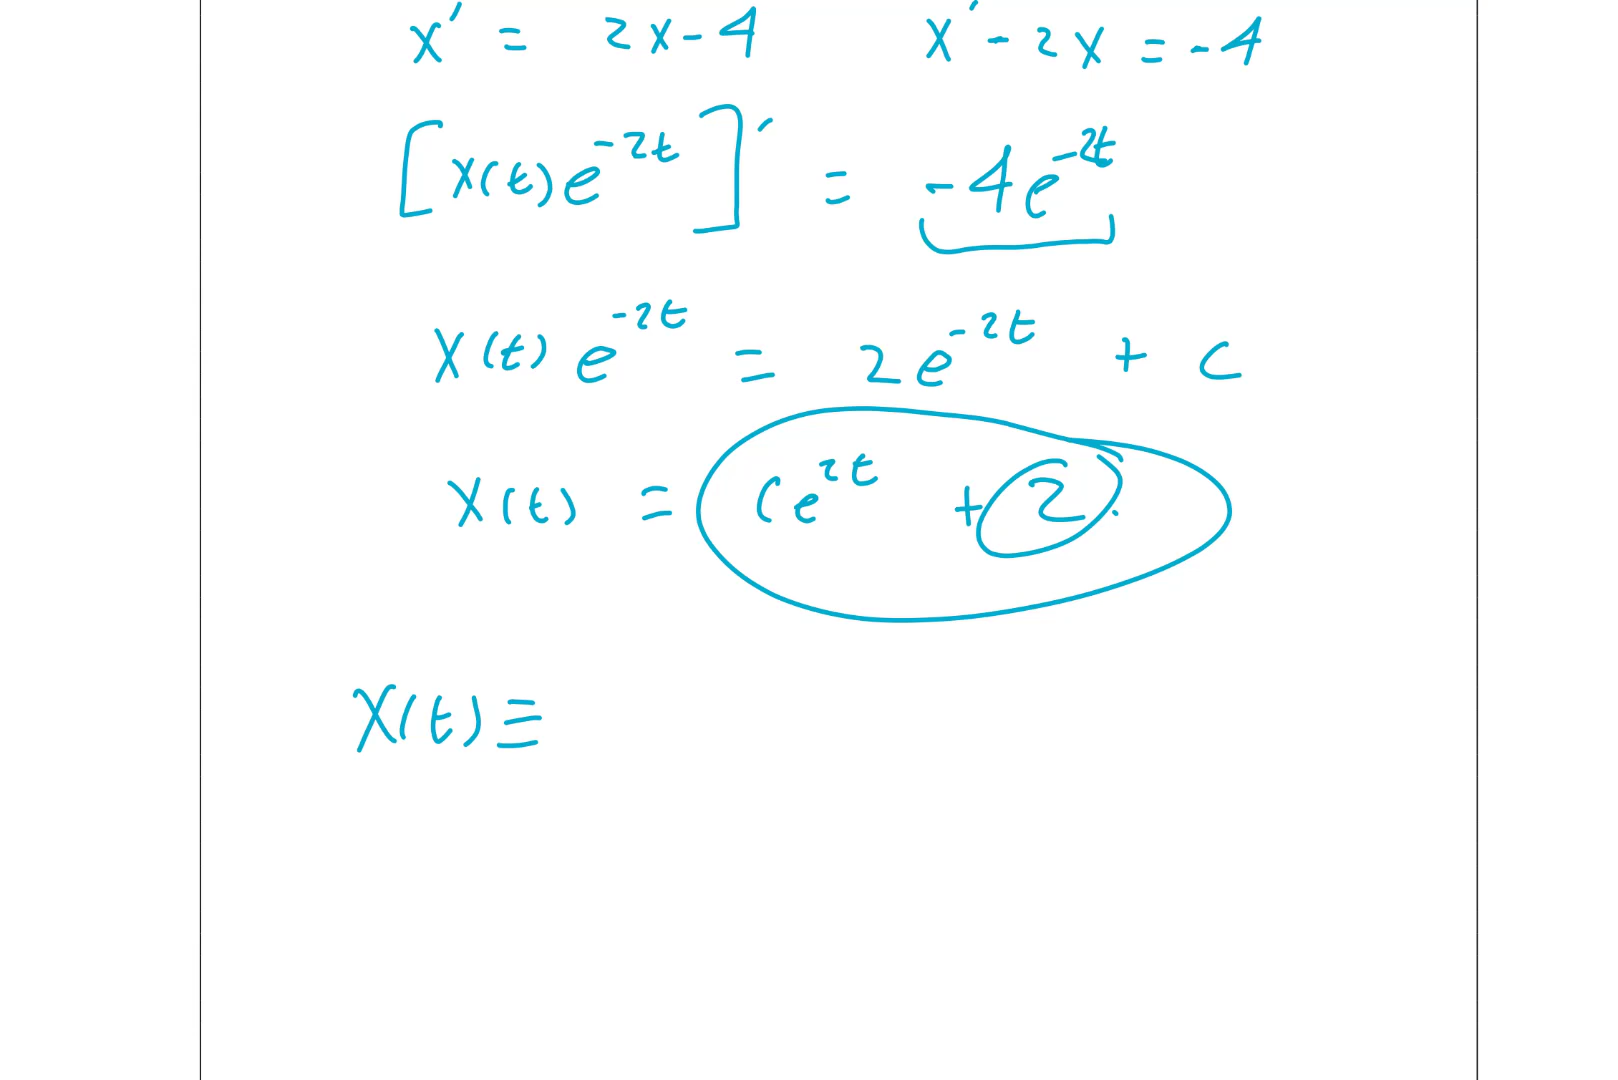 x' = 2x - 4 x' - 2x = -4
[x(t)e^{-2t}]' = -4e^{-2t}
x(t) e^{-2t} = 2e^{-2t} + C
x(t) = Ce^{2t} + 2.
x(t) ≡